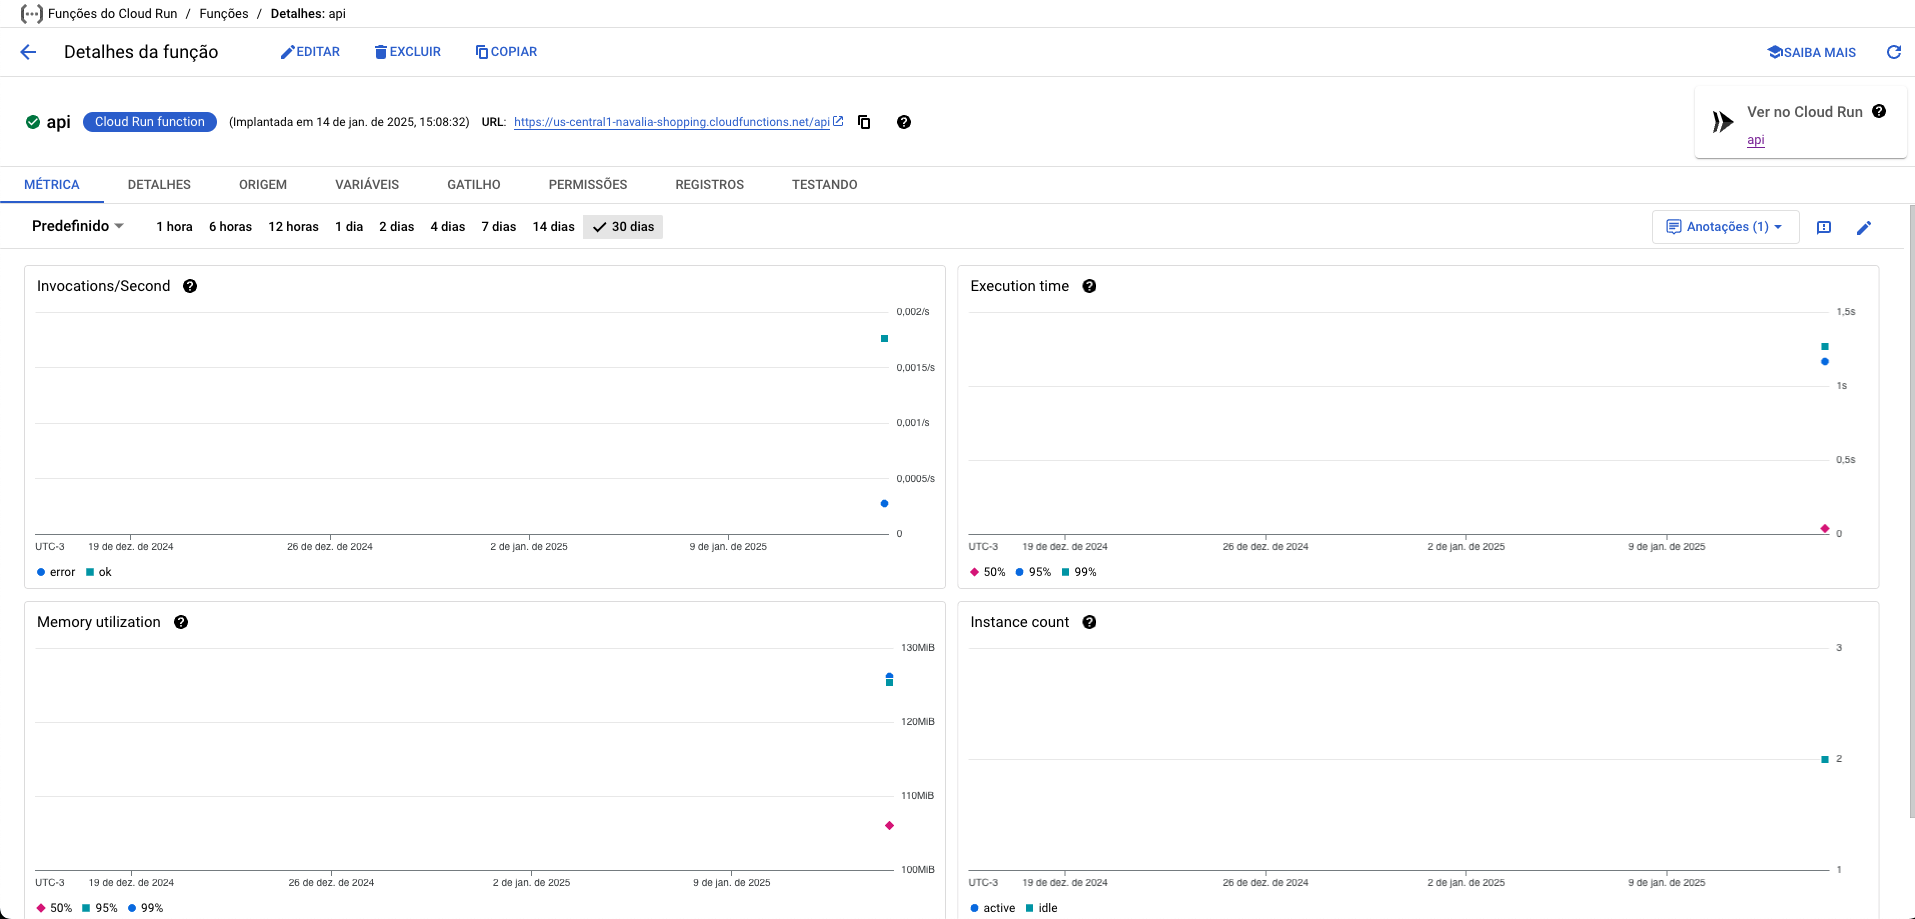 Funções do Cloud Run / Funções / Detalhes: api
Detalhes da função EDITAR EXCLUIR COPIAR SAIBA MAIS
api Cloud Run function (Implantada em 14 de jan. de 2025, 15:08:32) URL: https://us-central1-navalia-shopping.cloudfunctions.net/api
Ver no Cloud Run
api
MÉTRICA DETALHES ORIGEM VARIÁVEIS GATILHO PERMISSÕES REGISTROS TESTANDO
Predefinido 1 hora 6 horas 12 horas 1 dia 2 dias 4 dias 7 dias 14 dias 30 dias Anotações (1)
Invocations/Second
0,002/s
0,0015/s
0,001/s
0,0005/s
0
UTC-3 19 de dez. de 2024 26 de dez. de 2024 2 de jan. de 2025 9 de jan. de 2025
error ok
Execution time
1,5s
1s
0,5s
0
UTC-3 19 de dez. de 2024 26 de dez. de 2024 2 de jan. de 2025 9 de jan. de 2025
50% 95% 99%
Memory utilization
130MiB
120MiB
110MiB
100MiB
UTC-3 19 de dez. de 2024 26 de dez. de 2024 2 de jan. de 2025 9 de jan. de 2025
50% 95% 99%
Instance count
3
2
1
UTC-3 19 de dez. de 2024 26 de dez. de 2024 2 de jan. de 2025 9 de jan. de 2025
active idle